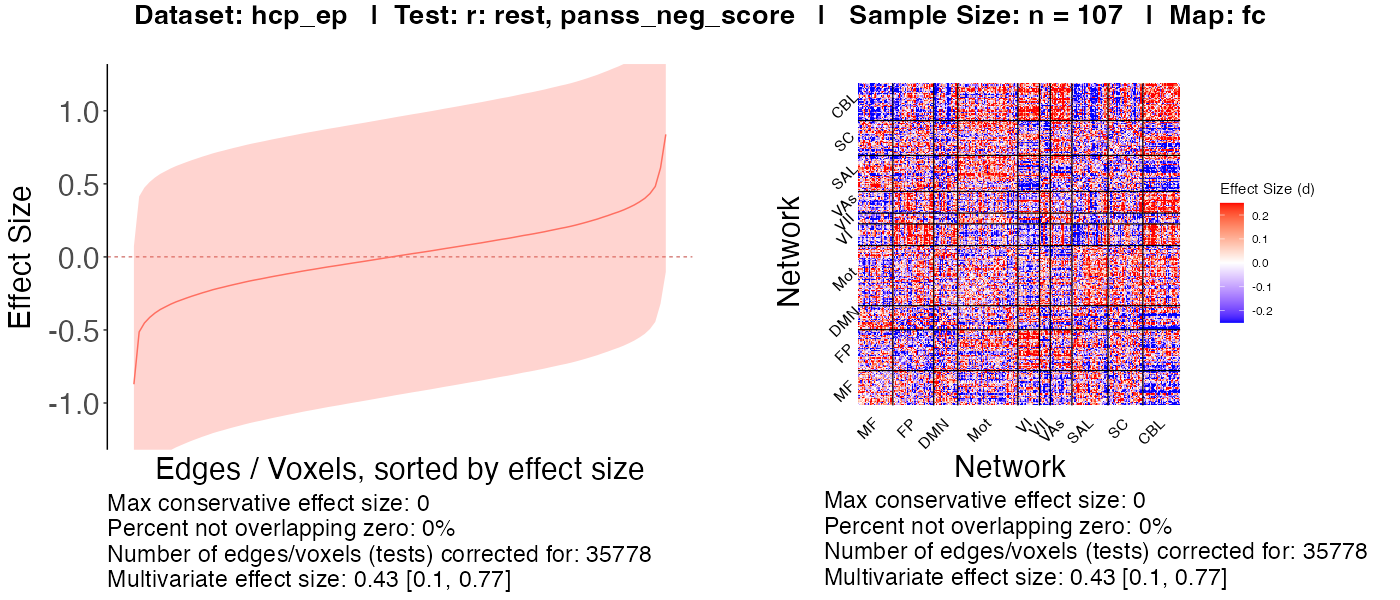 Dataset: hcp_ep | Test: r: rest, panss_neg_score | Sample Size: n = 107 | Map: fc
Effect Size
1.0
0.5
0.0
-0.5
-1.0
Edges / Voxels, sorted by effect size
Max conservative effect size: 0
Percent not overlapping zero: 0%
Number of edges/voxels (tests) corrected for: 35778
Multivariate effect size: 0.43 [0.1, 0.77]
Network
CBL
SC
SAL
VAs
VII
VI
Mot
DMN
FP
MF
MF
FP
DMN
Mot
VI
VII
VAs
SAL
SC
CBL
Network
Effect Size (d)
0.2
0.1
0.0
-0.1
-0.2
Max conservative effect size: 0
Percent not overlapping zero: 0%
Number of edges/voxels (tests) corrected for: 35778
Multivariate effect size: 0.43 [0.1, 0.77]